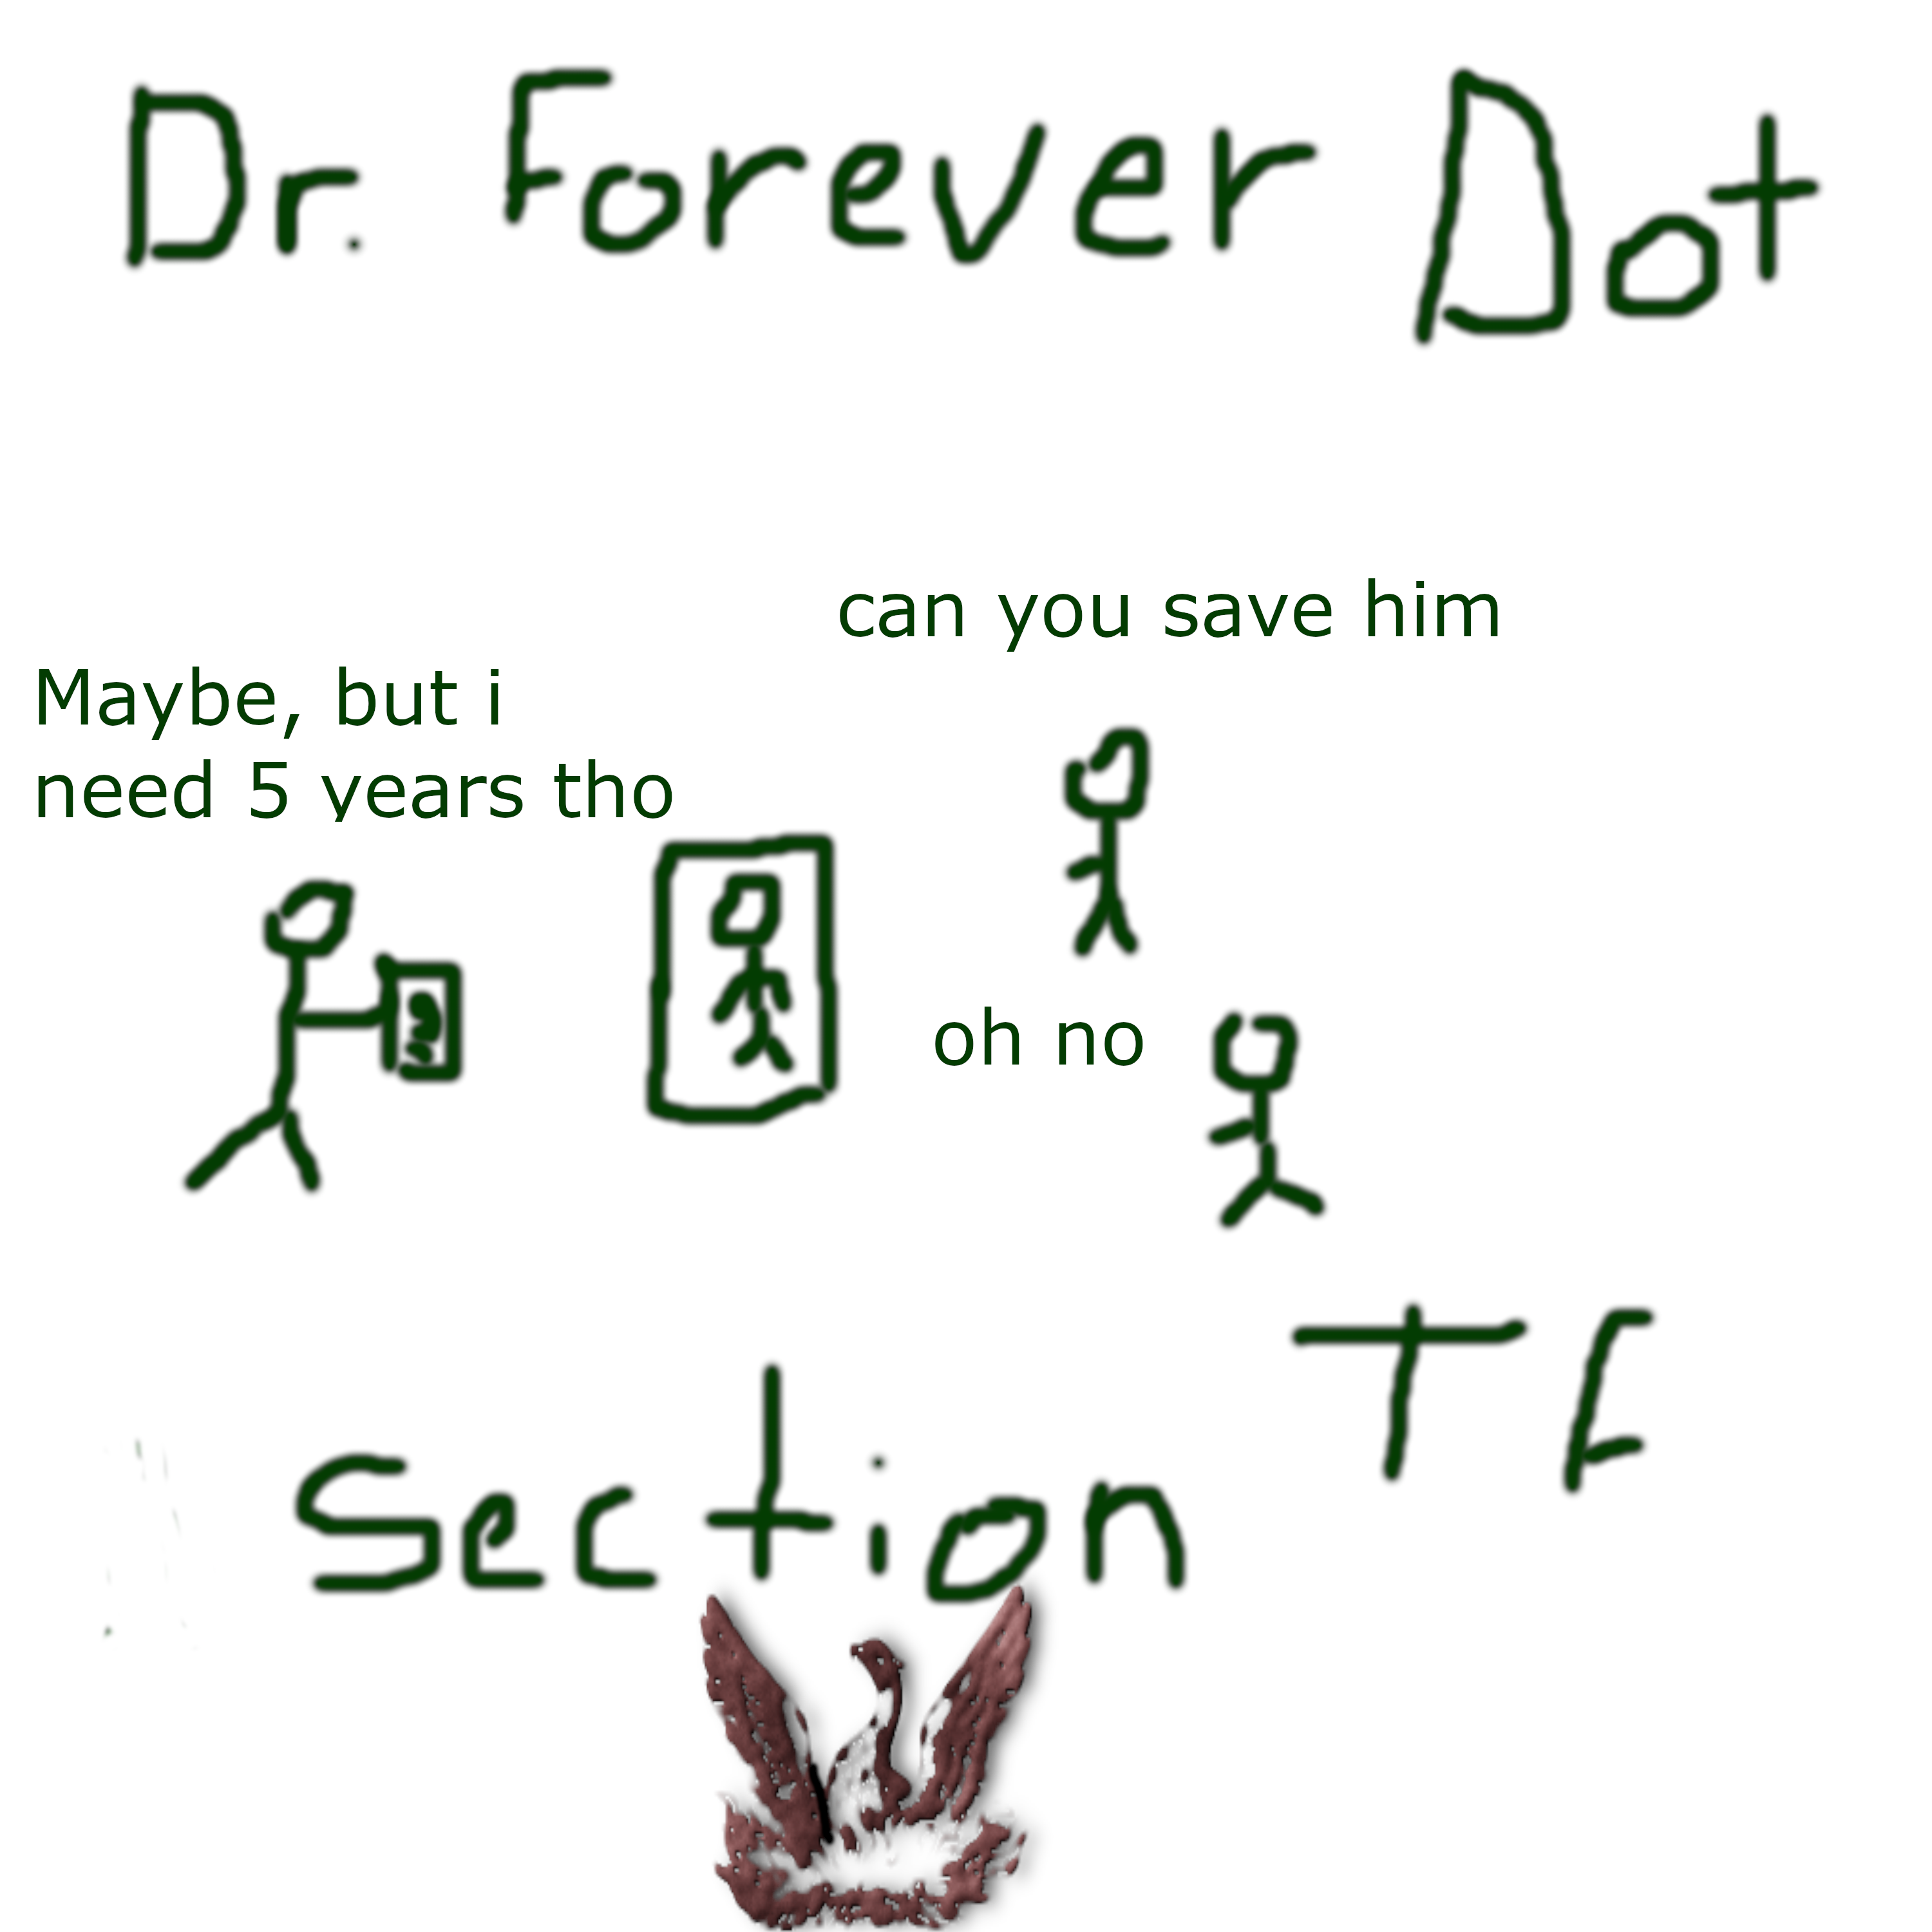 Dr. Forever Dot
can you save him
Maybe, but i
need 5 years tho
oh no
Section